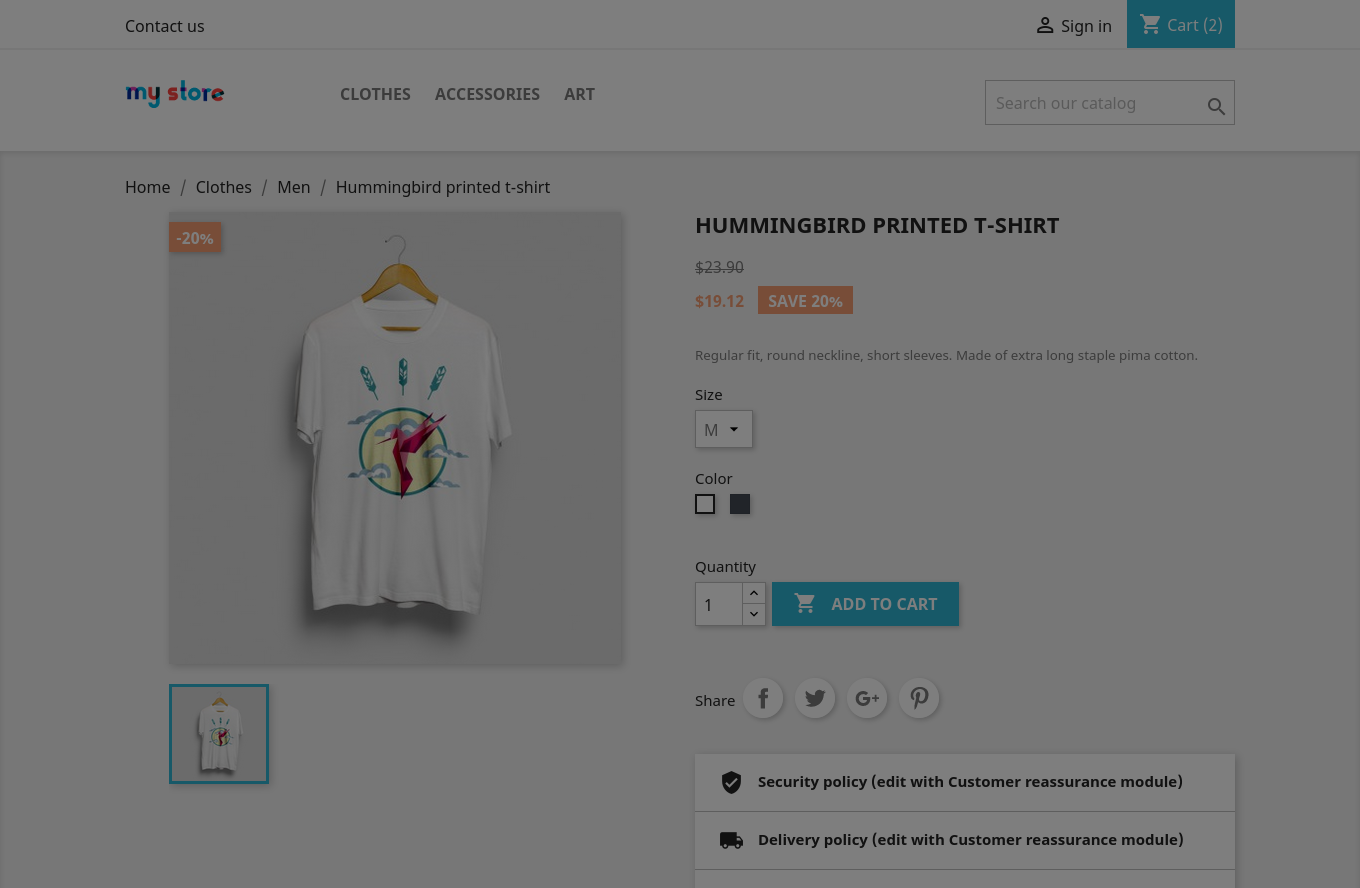 Contact us
Sign in
Cart (2)
my store
CLOTHES
ACCESSORIES
ART
Search our catalog
Home / Clothes / Men / Hummingbird printed t-shirt
-20%
HUMMINGBIRD PRINTED T-SHIRT
$23.90
$19.12 SAVE 20%
Regular fit, round neckline, short sleeves. Made of extra long staple pima cotton.
Size
M
Color
Quantity
1
ADD TO CART
Share
Security policy (edit with Customer reassurance module)
Delivery policy (edit with Customer reassurance module)